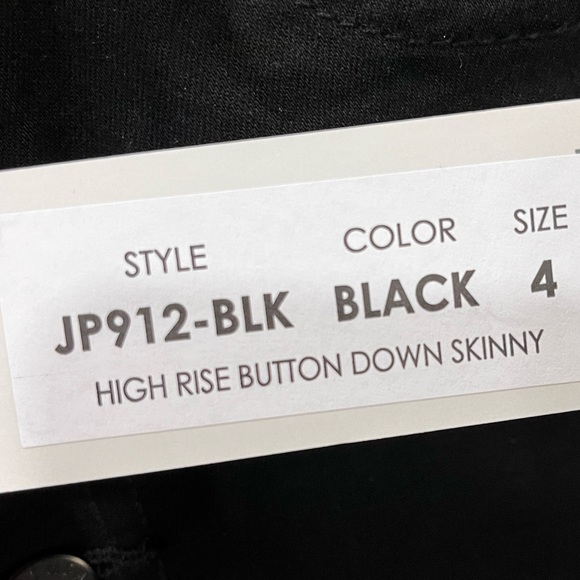 STYLE COLOR SIZE
JP912-BLK BLACK 4
HIGH RISE BUTTON DOWN SKINNY